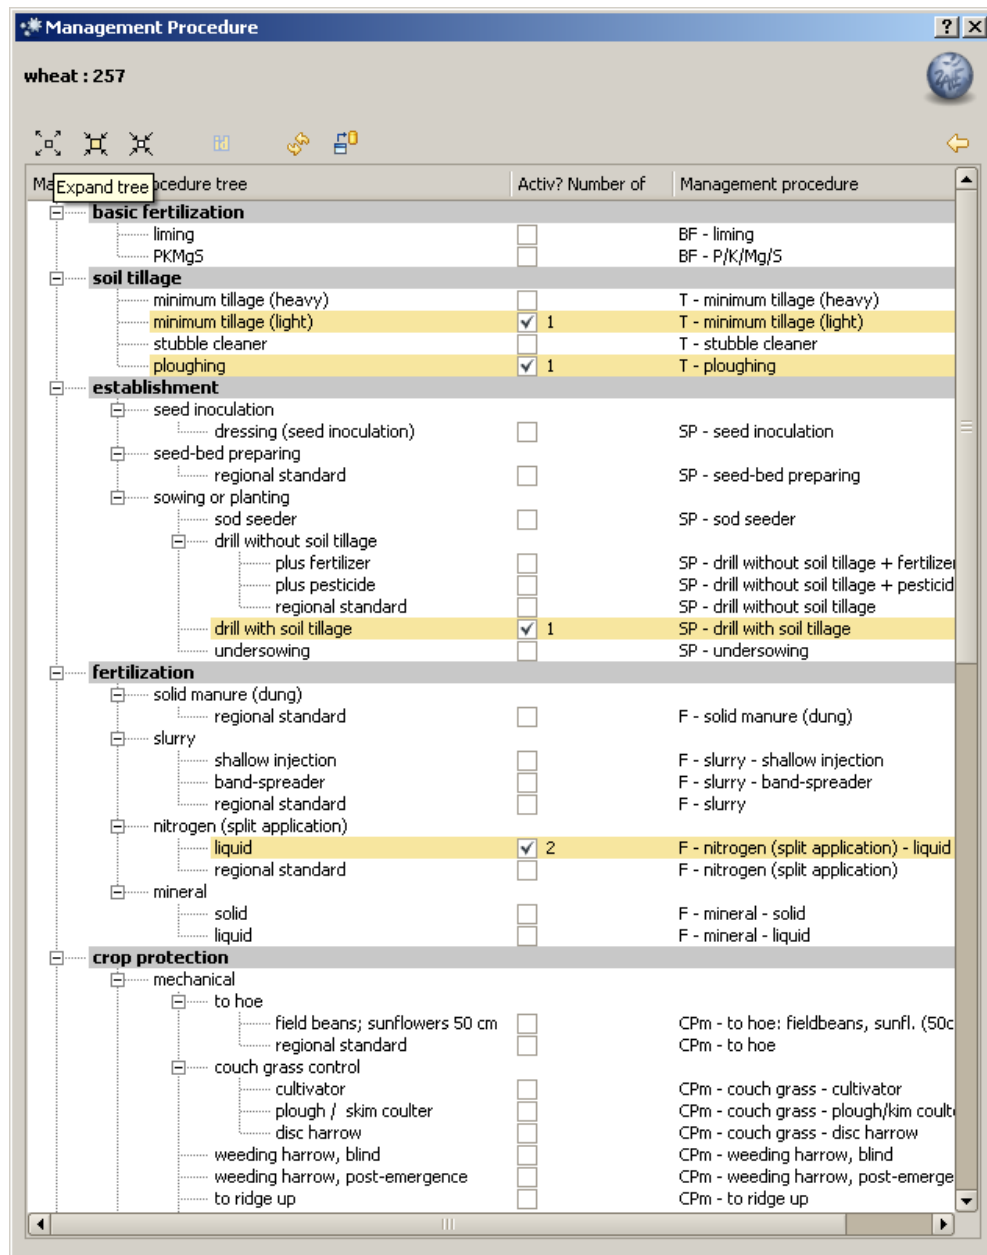 Management Procedure
wheat : 257
id
Expand tree
Ma ocedure tree Activ? Number of Management procedure
basic fertilization
liming BF - liming
PKMgS BF - P/K/Mg/S
soil tillage
minimum tillage (heavy) T - minimum tillage (heavy)
minimum tillage (light) 1 T - minimum tillage (light)
stubble cleaner T - stubble cleaner
ploughing 1 T - ploughing
establishment
seed inoculation
dressing (seed inoculation) SP - seed inoculation
seed-bed preparing
regional standard SP - seed-bed preparing
sowing or planting
sod seeder SP - sod seeder
drill without soil tillage
plus fertilizer SP - drill without soil tillage + fertilizer
plus pesticide SP - drill without soil tillage + pesticid
regional standard SP - drill without soil tillage
drill with soil tillage 1 SP - drill with soil tillage
undersowing SP - undersowing
fertilization
solid manure (dung)
regional standard F - solid manure (dung)
slurry
shallow injection F - slurry - shallow injection
band-spreader F - slurry - band-spreader
regional standard F - slurry
nitrogen (split application)
liquid 2 F - nitrogen (split application) - liquid
regional standard F - nitrogen (split application)
mineral
solid F - mineral - solid
liquid F - mineral - liquid
crop protection
mechanical
to hoe
field beans; sunflowers 50 cm CPm - to hoe: fieldbeans, sunfl. (50c
regional standard CPm - to hoe
couch grass control
cultivator CPm - couch grass - cultivator
plough / skim coulter CPm - couch grass - plough/kim coult
disc harrow CPm - couch grass - disc harrow
weeding harrow, blind CPm - weeding harrow, blind
weeding harrow, post-emergence CPm - weeding harrow, post-emerge
to ridge up CPm - to ridge up